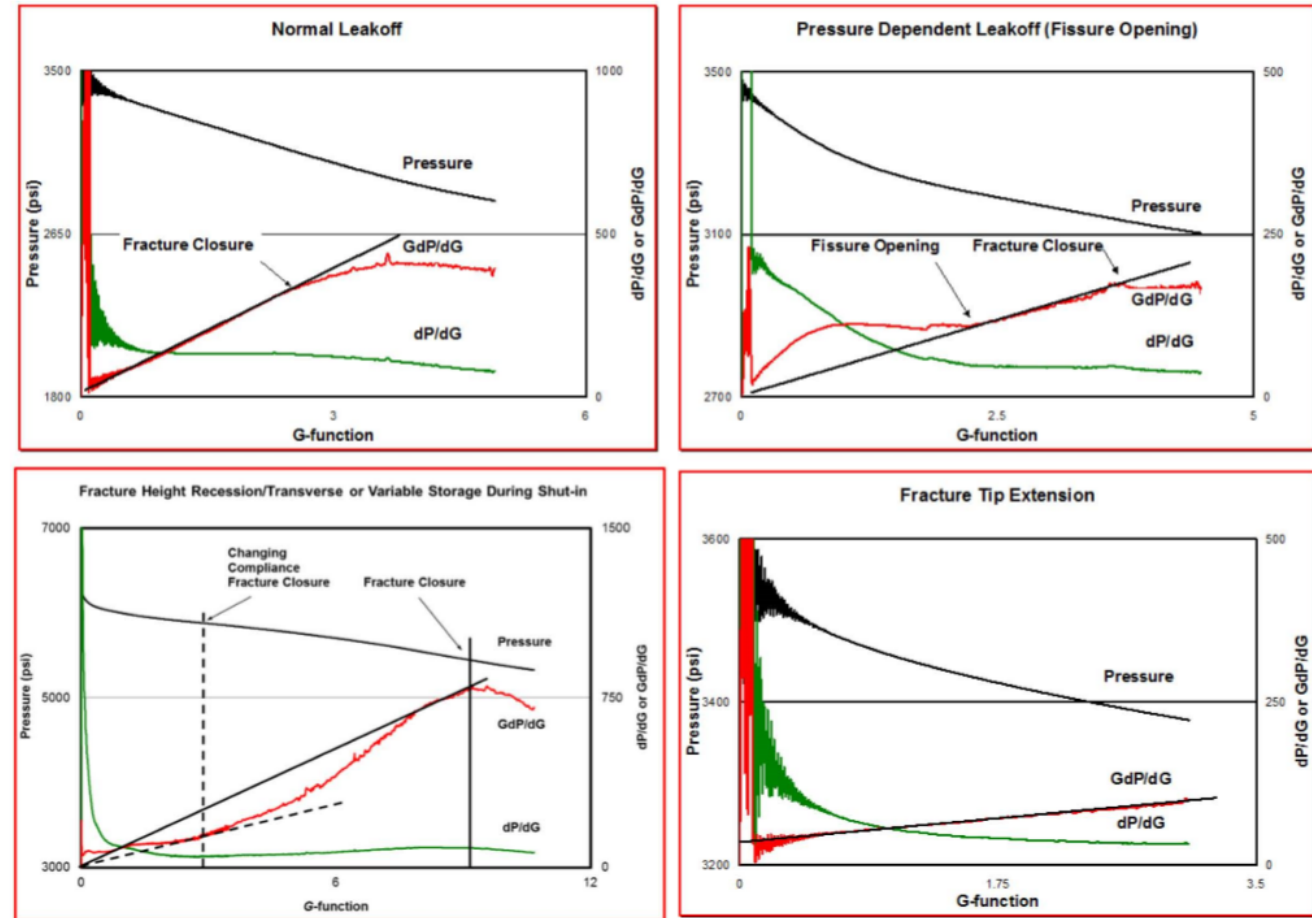 Normal Leakoff
3500
1000
Pressure
2650
500
Fracture Closure
GdP/dG
dP/dG
1800
0
0
3
6
G-function
Pressure (psi)
dP/dG or GdP/dG
Pressure Dependent Leakoff (Fissure Opening)
3500
500
Pressure
3100
250
Fissure Opening
Fracture Closure
GdP/dG
dP/dG
2700
0
0
2.5
5
G-function
Pressure (psi)
dP/dG or GdP/dG
Fracture Height Recession/Transverse or Variable Storage During Shut-in
7000
1500
Changing
Compliance
Fracture Closure
Fracture Closure
Pressure
5000
750
GdP/dG
dP/dG
3000
0
0
6
12
G-function
Pressure (psi)
dP/dG or GdP/dG
Fracture Tip Extension
3600
500
Pressure
3400
250
GdP/dG
dP/dG
3200
0
0
1.75
3.5
G-function
Pressure (psi)
dP/dG or GdP/dG